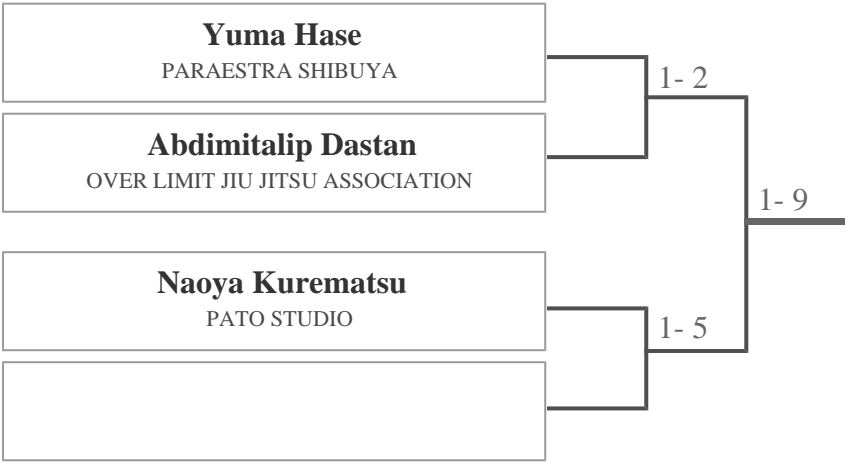 Yuma Hase
PARAESTRA SHIBUYA
1- 2
Abdimitalip Dastan
OVER LIMIT JIU JITSU ASSOCIATION
1- 9
Naoya Kurematsu
PATO STUDIO
1- 5